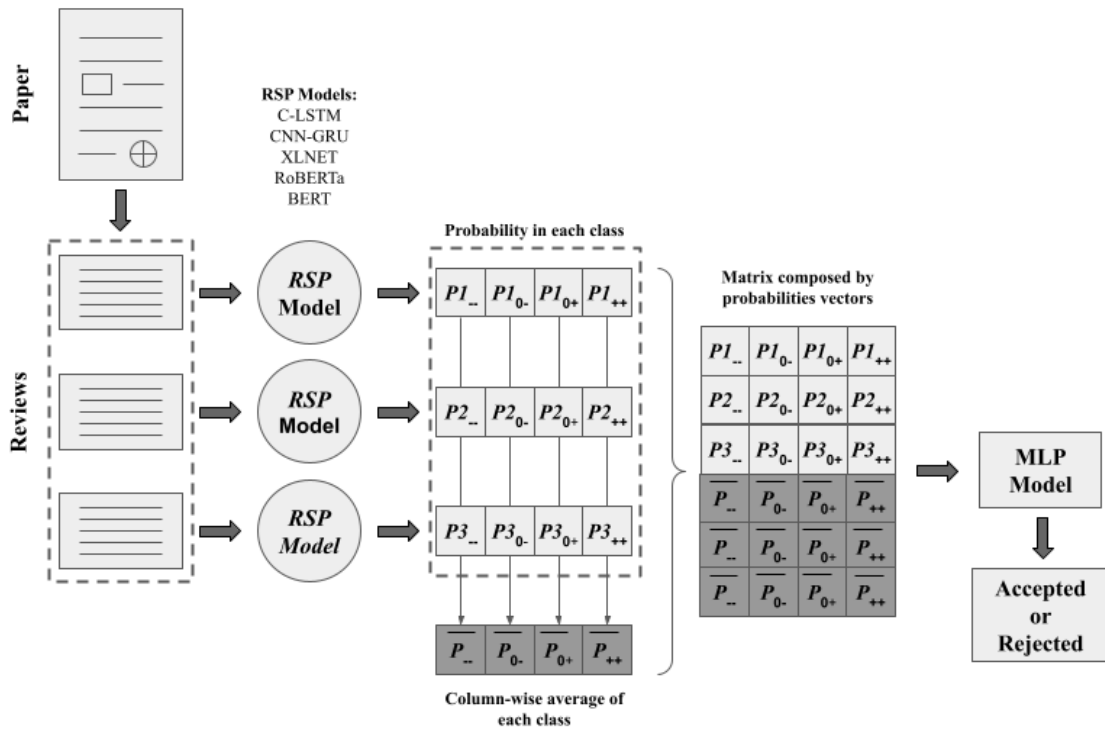 Paper
RSP Models:
C-LSTM
CNN-GRU
XLNET
RoBERTa
BERT
Reviews
RSP
Model
RSP
Model
RSP
Model
Probability in each class
P1-- P10- P10+ P1++
P2-- P20- P20+ P2++
P3-- P30- P30+ P3++
P-- P0- P0+ P++
Column-wise average of
each class
Matrix composed by
probabilities vectors
P1-- P10- P10+ P1++
P2-- P20- P20+ P2++
P3-- P30- P30+ P3++
P-- P0- P0+ P++
P-- P0- P0+ P++
P-- P0- P0+ P++
MLP
Model
Accepted
or
Rejected